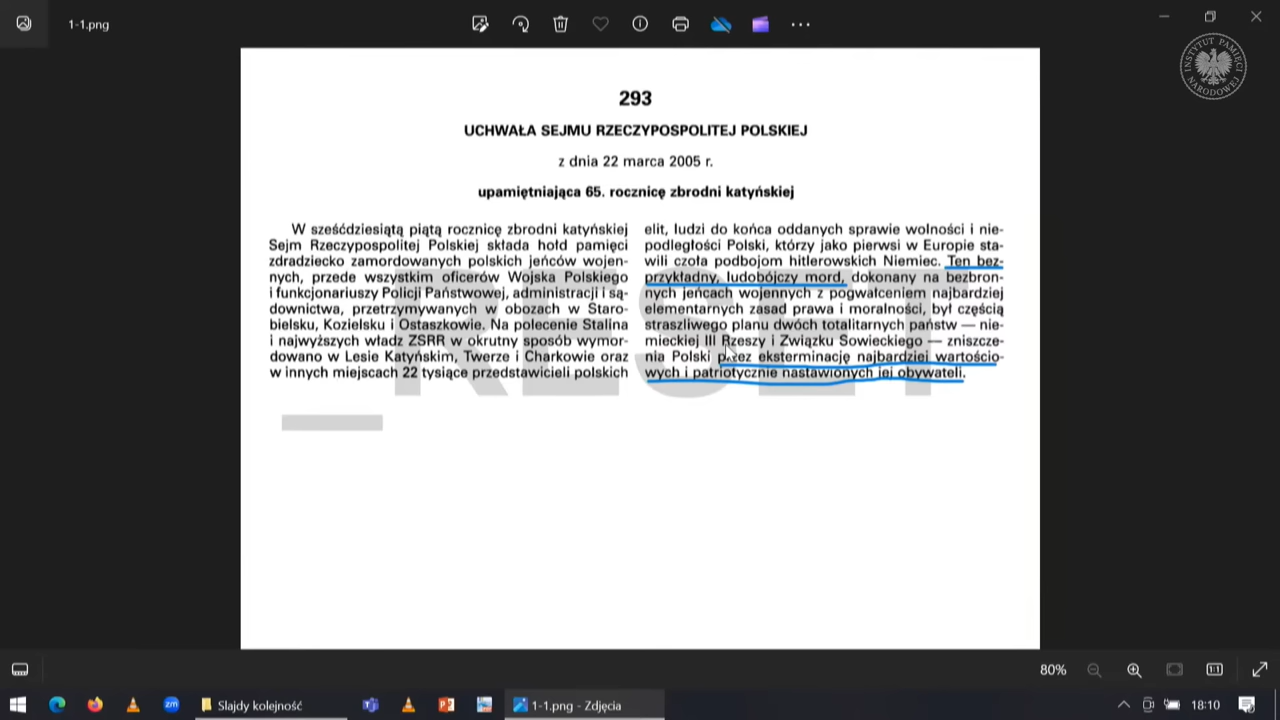 1-1.png
INSTYTUT PAMIĘCI NARODOWEJ
293
UCHWAŁA SEJMU RZECZYPOSPOLITEJ POLSKIEJ
z dnia 22 marca 2005 r.
upamiętniająca 65. rocznicę zbrodni katyńskiej
W sześćdziesiątą piątą rocznicę zbrodni katyńskiej
Sejm Rzeczypospolitej Polskiej składa hołd pamięci
zdradziecko zamordowanych polskich jeńców wojen-
nych, przede wszystkim oficerów Wojska Polskiego
i funkcjonariuszy Policji Państwowej, administracji i są-
downictwa, przetrzymywanych w obozach w Staro-
bielsku, Kozielsku i Ostaszkowie. Na polecenie Stalina
i najwyższych władz ZSRR w okrutny sposób wymor-
dowano w Lesie Katyńskim, Twerze i Charkowie oraz
w innych miejscach 22 tysiące przedstawicieli polskich
elit, ludzi do końca oddanych sprawie wolności i nie-
podległości Polski, którzy jako pierwsi w Europie sta-
wili czoła podbojom hitlerowskich Niemiec. Ten bez-
przykładny, ludobójczy mord, dokonany na bezbron-
nych jeńcach wojennych z pogwałceniem najbardziej
elementarnych zasad prawa i moralności, był częścią
straszliwego planu dwóch totalitarnych państw — nie-
mieckiej III Rzeszy i Związku Sowieckiego — zniszcze-
nia Polski przez eksterminację najbardziej wartościo-
wych i patriotycznie nastawionych jej obywateli.
RESET
80%
Slajdy kolejność
1-1.png - Zdjęcia
18:10